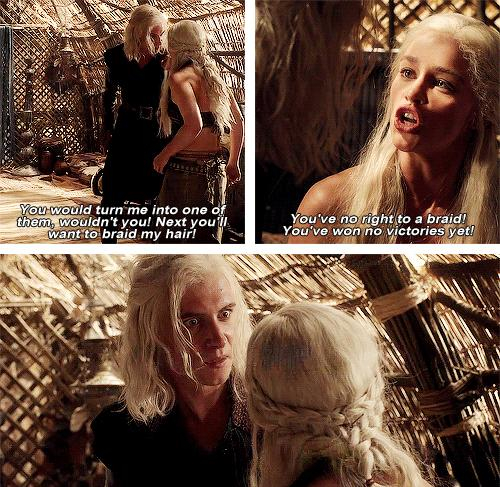 You would turn me into one of
them, wouldn't you! Next you'll
want to braid my hair!
You've no right to a braid!
You've won no victories yet!